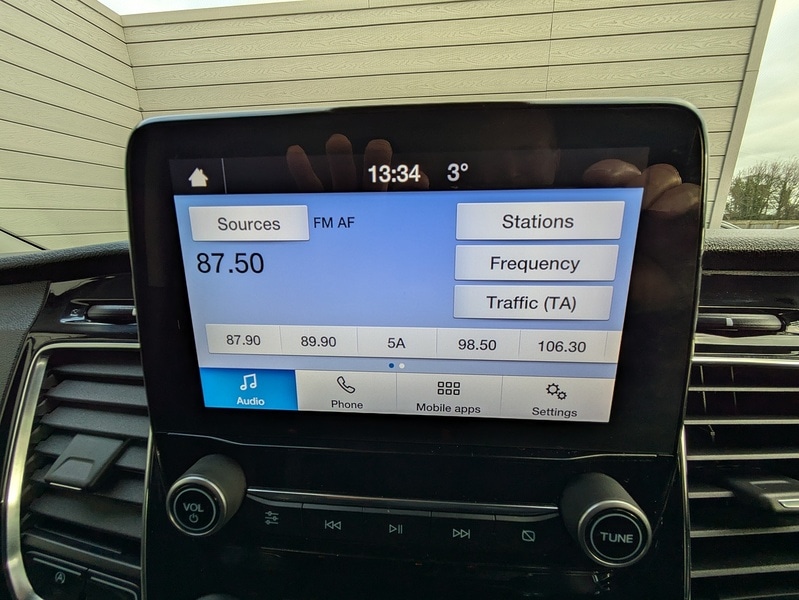 13:34 3°
Sources FM AF Stations
87.50 Frequency
Traffic (TA)
87.90 89.90 5A 98.50 106.30
Audio Phone Mobile apps Settings
VOL TUNE